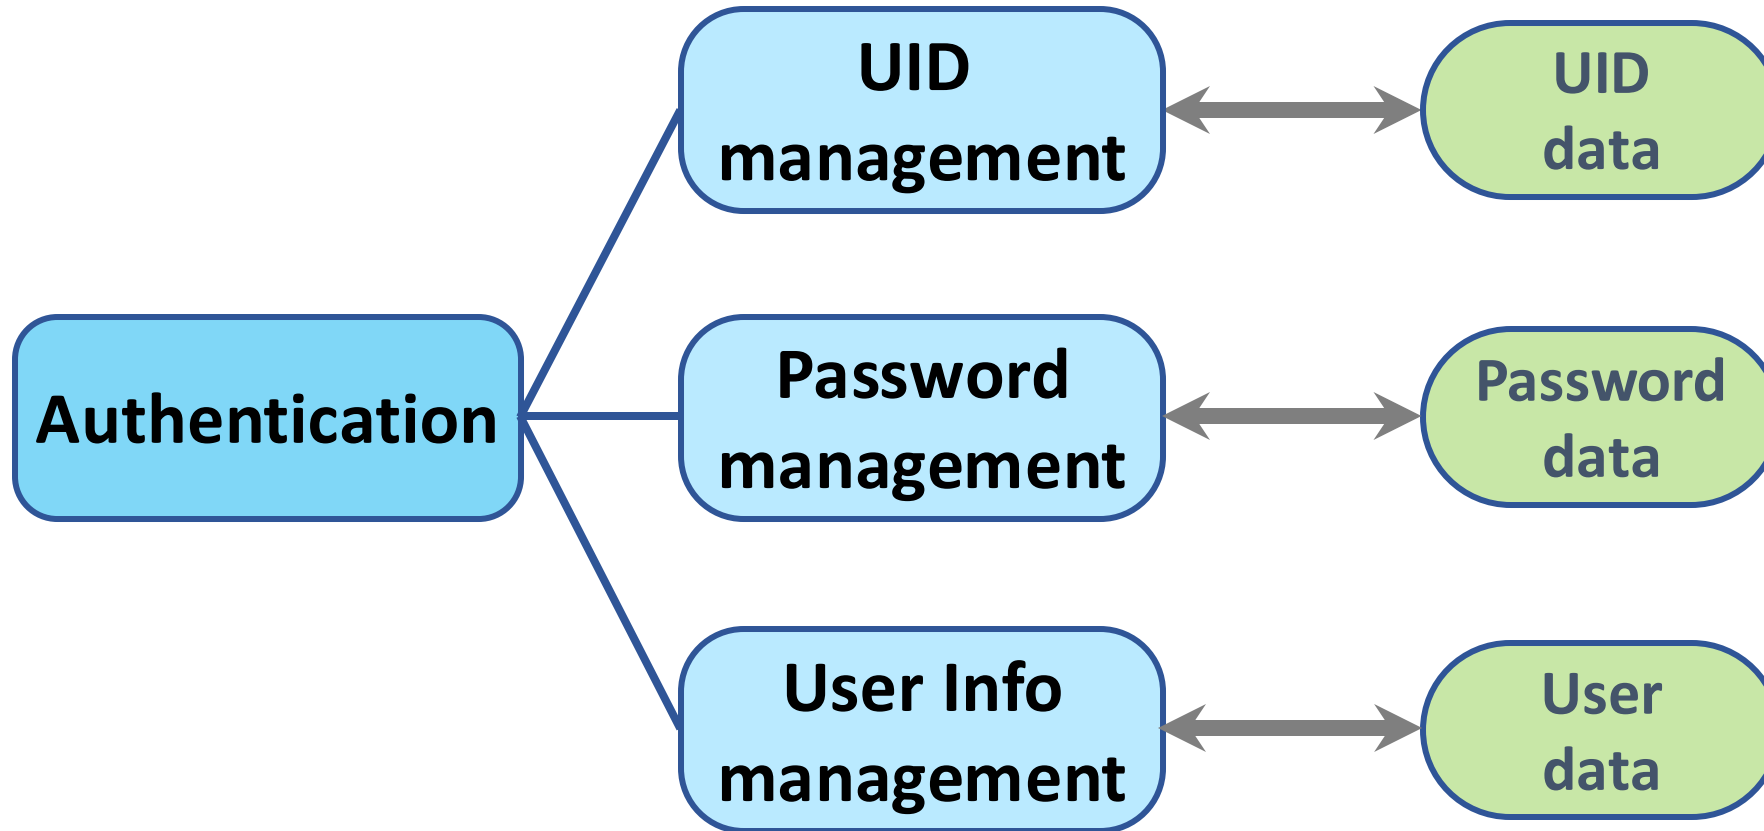 UID
management
UID
data
Authentication
Password
management
Password
data
User Info
management
User
data